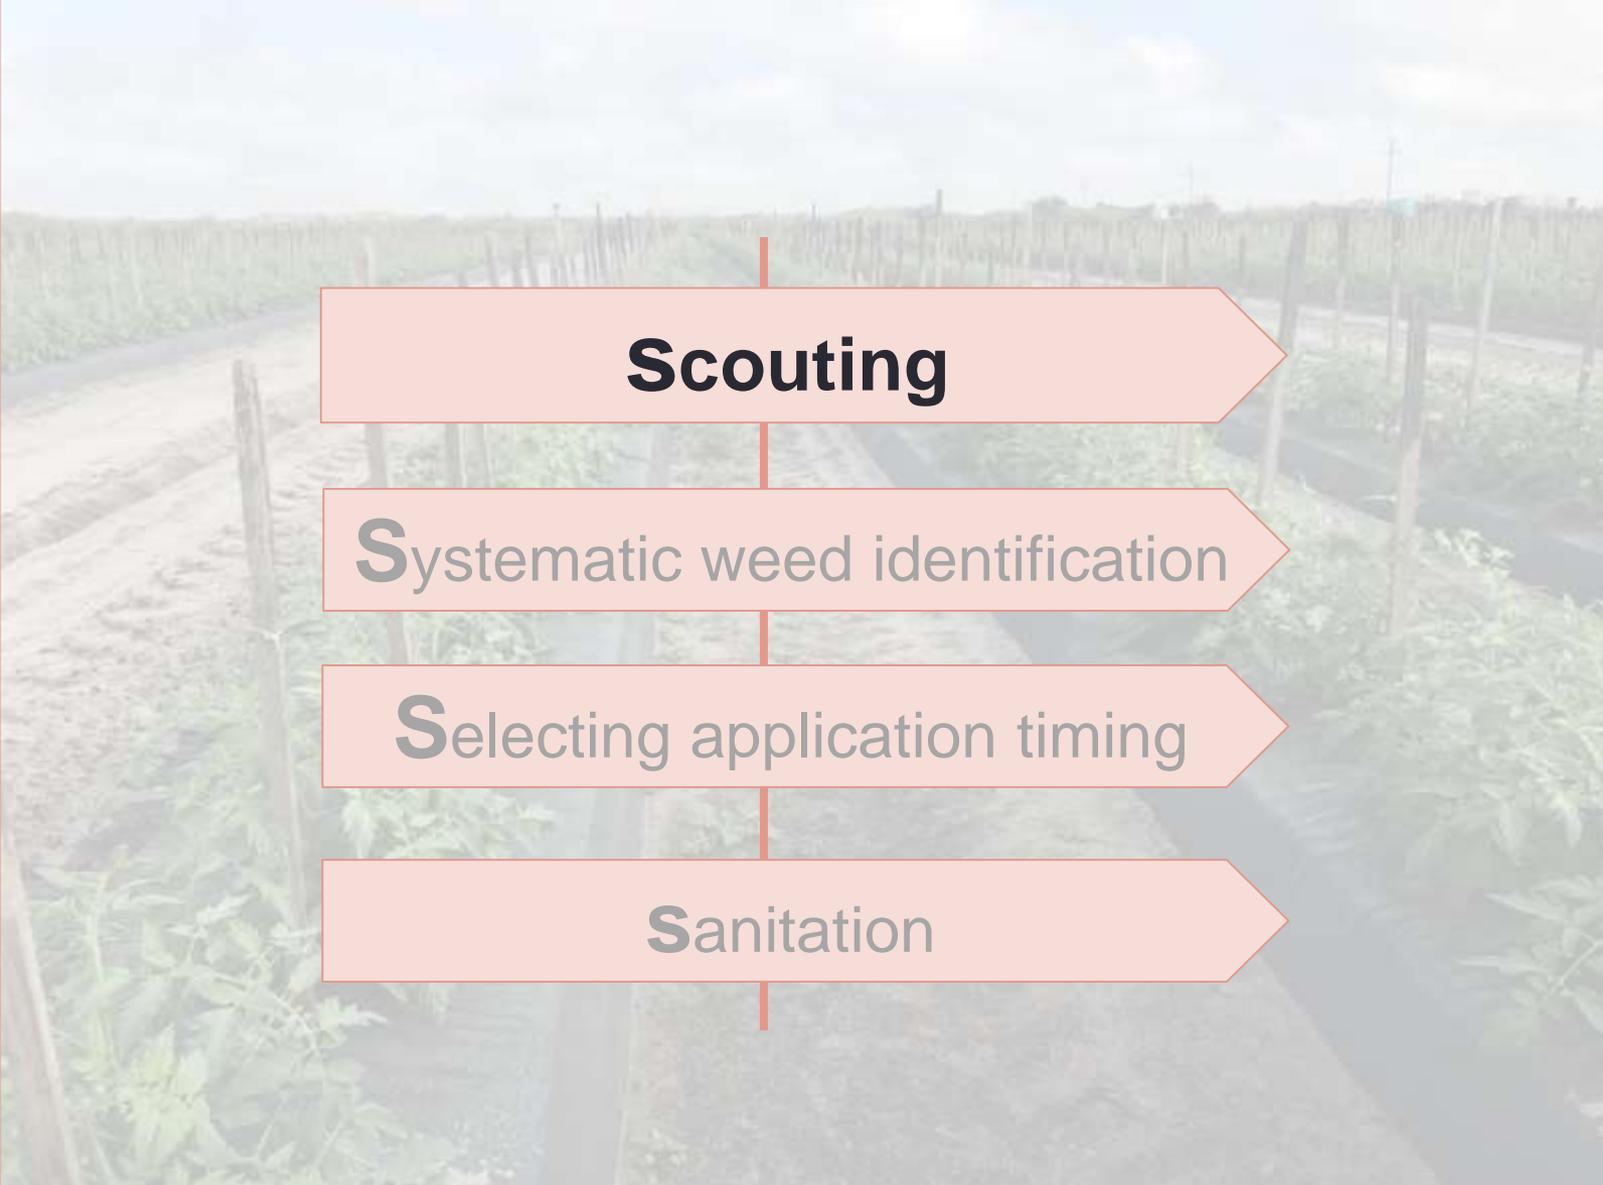 Scouting
Systematic weed identification
Selecting application timing
Sanitation